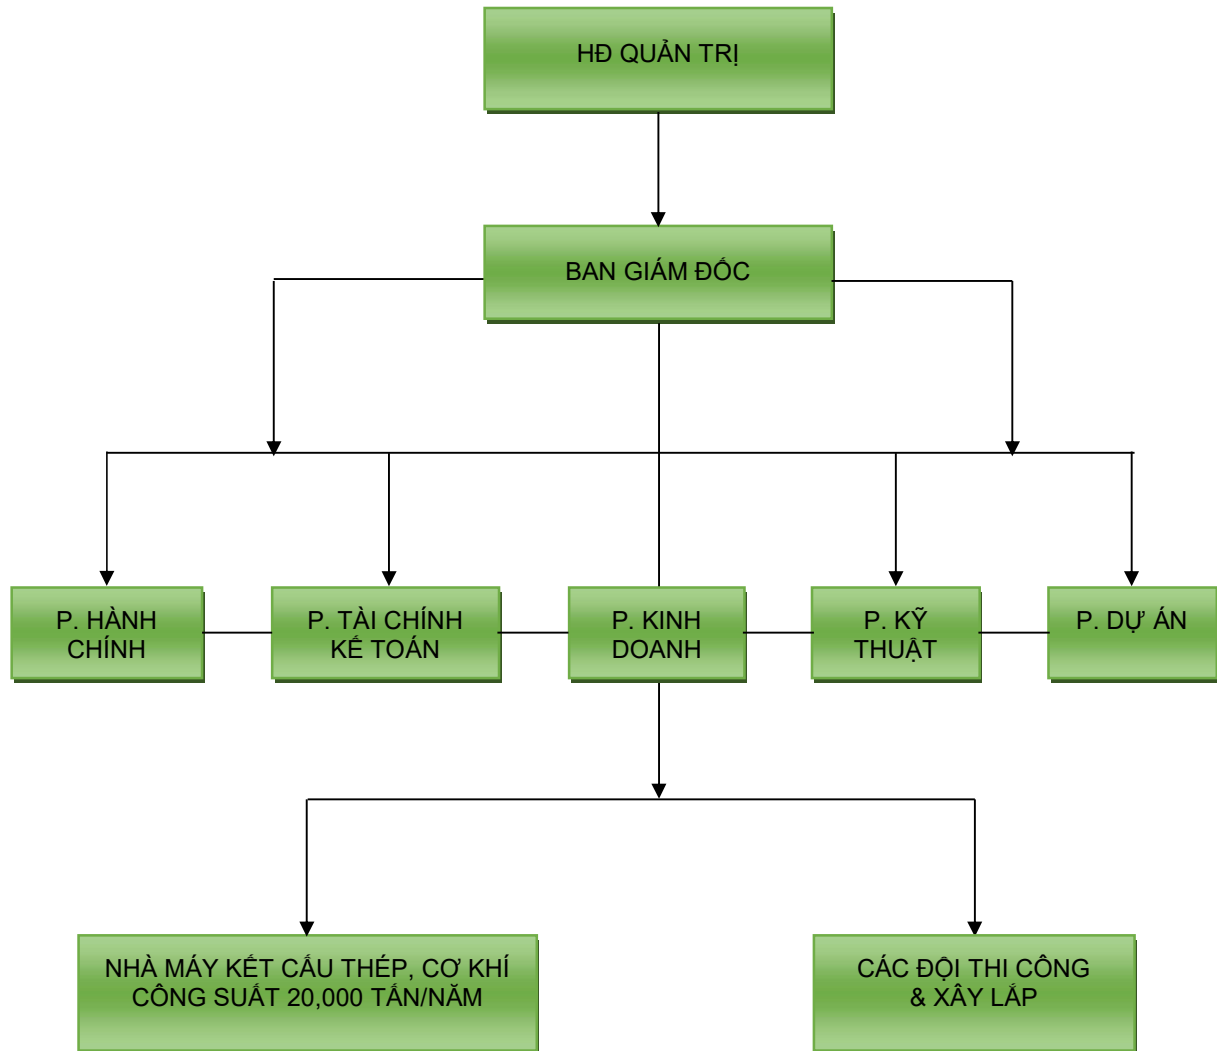 HĐ QUẢN TRỊ
BAN GIÁM ĐỐC
P. HÀNH
CHÍNH
P. TÀI CHÍNH
KẾ TOÁN
P. KINH
DOANH
P. KỸ
THUẬT
P. DỰ ÁN
NHÀ MÁY KẾT CẤU THÉP, CƠ KHÍ
CÔNG SUẤT 20,000 TẤN/NĂM
CÁC ĐỘI THI CÔNG
& XÂY LẮP